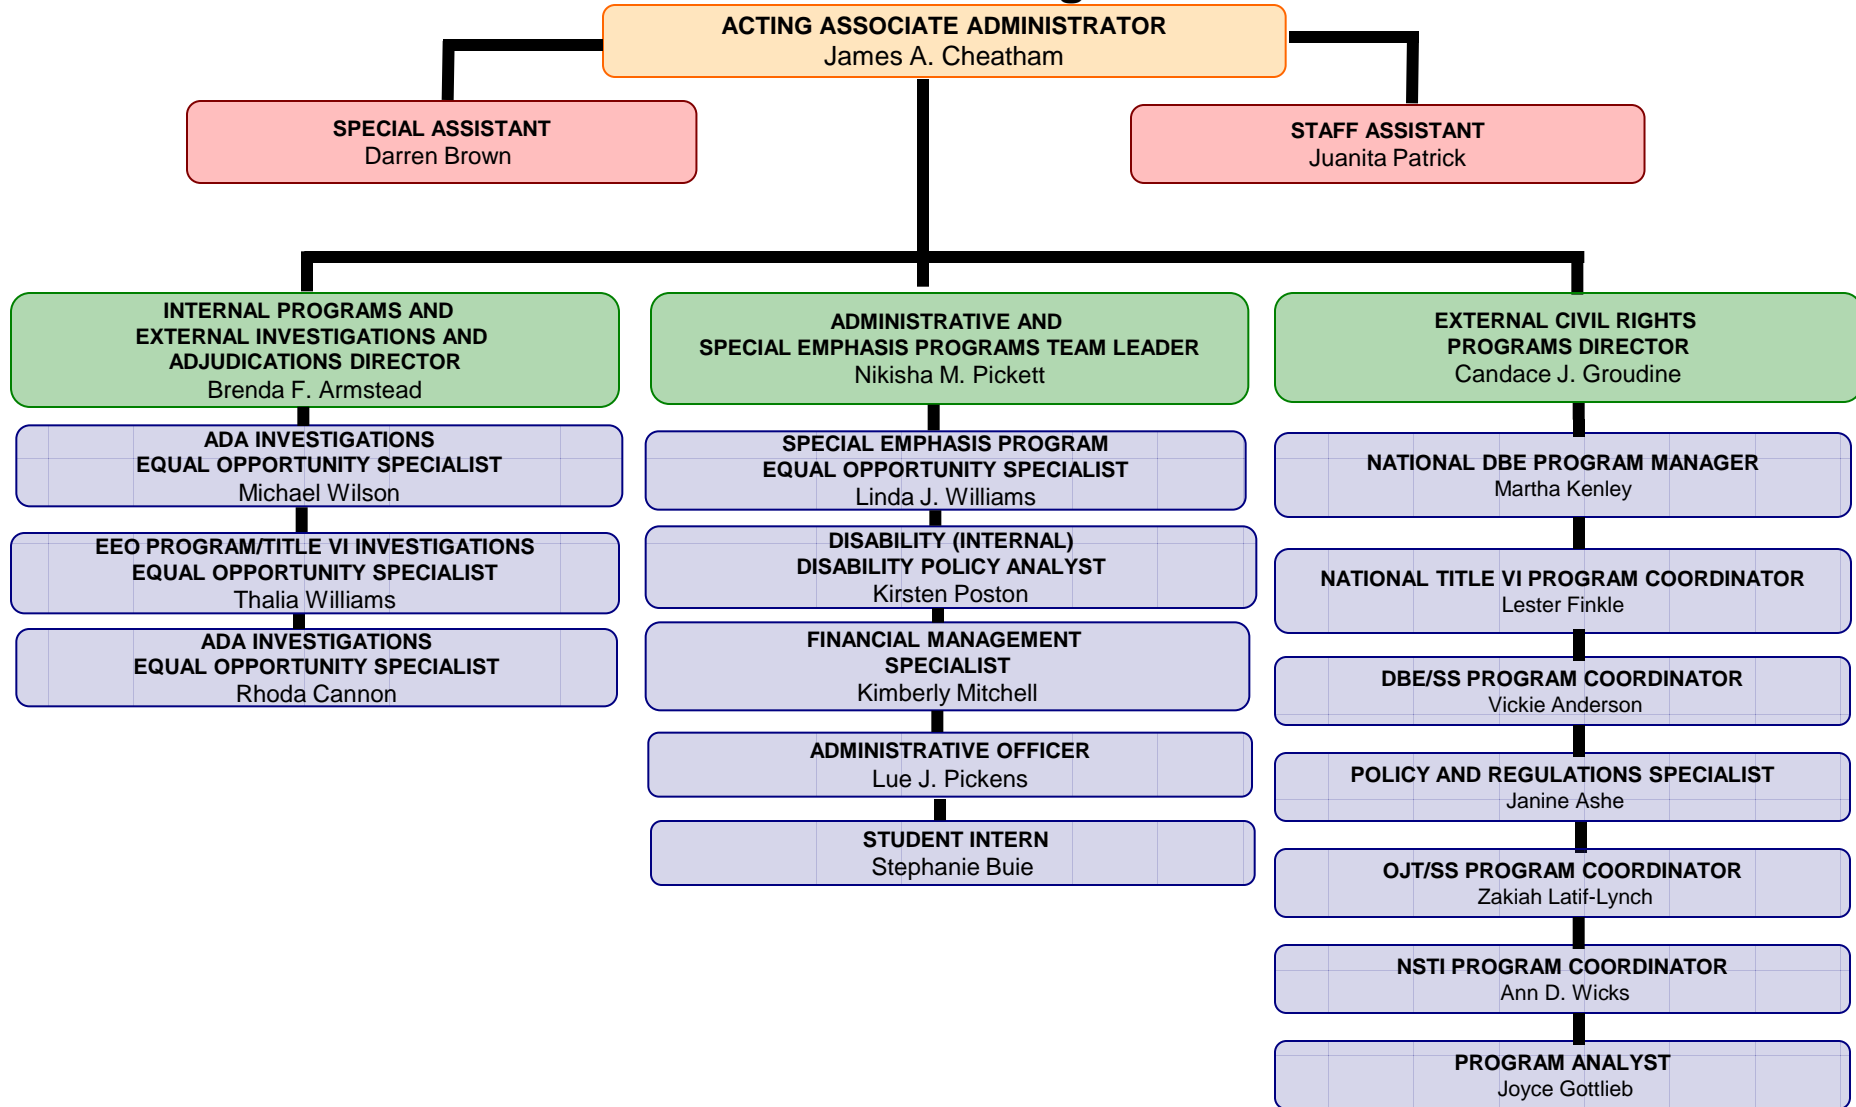 ACTING ASSOCIATE ADMINISTRATOR
James A. Cheatham
SPECIAL ASSISTANT
Darren Brown
STAFF ASSISTANT
Juanita Patrick
INTERNAL PROGRAMS AND
EXTERNAL INVESTIGATIONS AND
ADJUDICATIONS DIRECTOR
Brenda F. Armstead
ADA INVESTIGATIONS
EQUAL OPPORTUNITY SPECIALIST
Michael Wilson
EEO PROGRAM/TITLE VI INVESTIGATIONS
EQUAL OPPORTUNITY SPECIALIST
Thalia Williams
ADA INVESTIGATIONS
EQUAL OPPORTUNITY SPECIALIST
Rhoda Cannon
ADMINISTRATIVE AND
SPECIAL EMPHASIS PROGRAMS TEAM LEADER
Nikisha M. Pickett
SPECIAL EMPHASIS PROGRAM
EQUAL OPPORTUNITY SPECIALIST
Linda J. Williams
DISABILITY (INTERNAL)
DISABILITY POLICY ANALYST
Kirsten Poston
FINANCIAL MANAGEMENT
SPECIALIST
Kimberly Mitchell
ADMINISTRATIVE OFFICER
Lue J. Pickens
STUDENT INTERN
Stephanie Buie
EXTERNAL CIVIL RIGHTS
PROGRAMS DIRECTOR
Candace J. Groudine
NATIONAL DBE PROGRAM MANAGER
Martha Kenley
NATIONAL TITLE VI PROGRAM COORDINATOR
Lester Finkle
DBE/SS PROGRAM COORDINATOR
Vickie Anderson
POLICY AND REGULATIONS SPECIALIST
Janine Ashe
OJT/SS PROGRAM COORDINATOR
Zakiah Latif-Lynch
NSTI PROGRAM COORDINATOR
Ann D. Wicks
PROGRAM ANALYST
Joyce Gottlieb